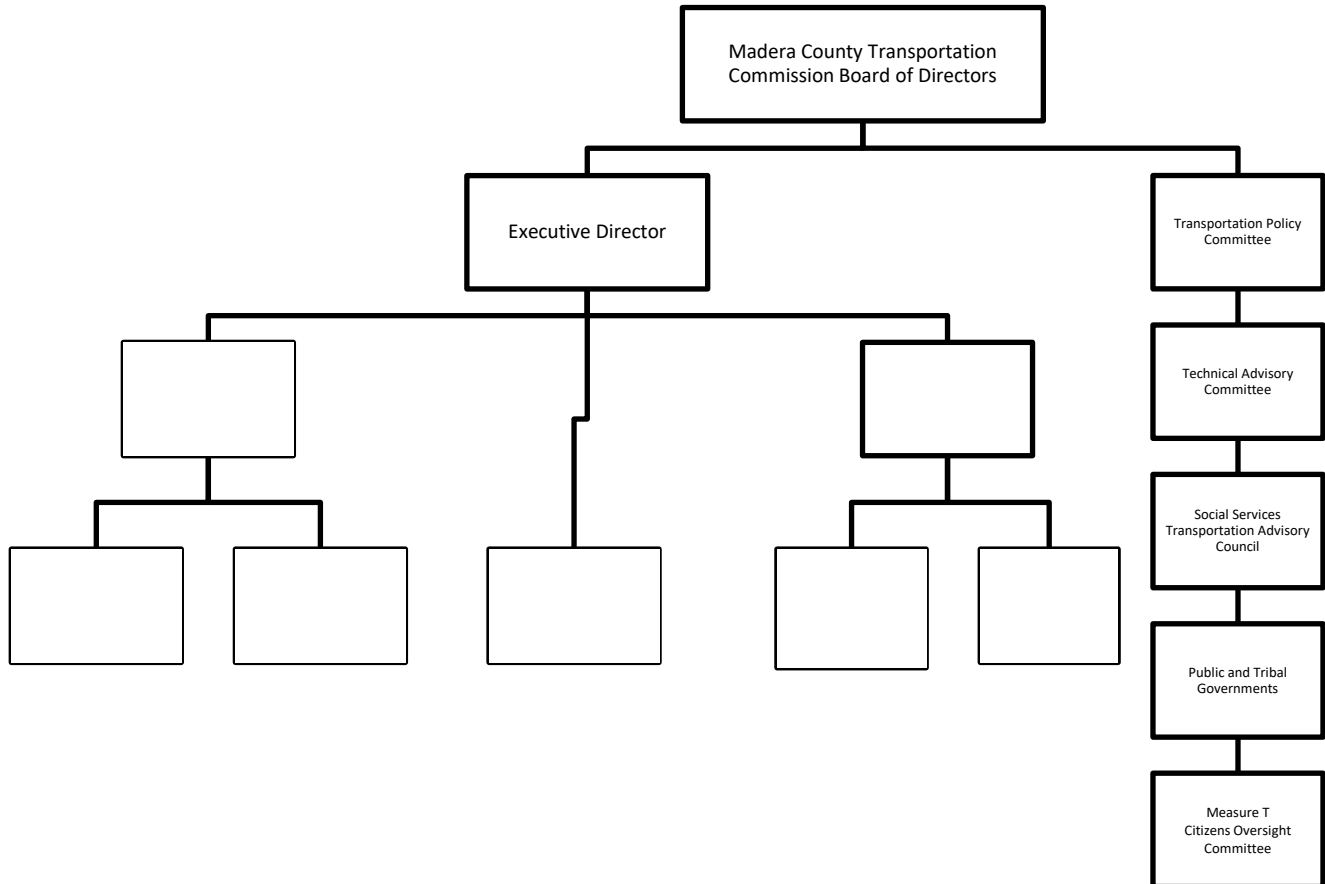 Madera County Transportation
Commission Board of Directors
Executive Director
Transportation Policy
Committee
Technical Advisory
Committee
Social Services
Transportation Advisory
Council
Public and Tribal
Governments
Measure T
Citizens Oversight
Committee